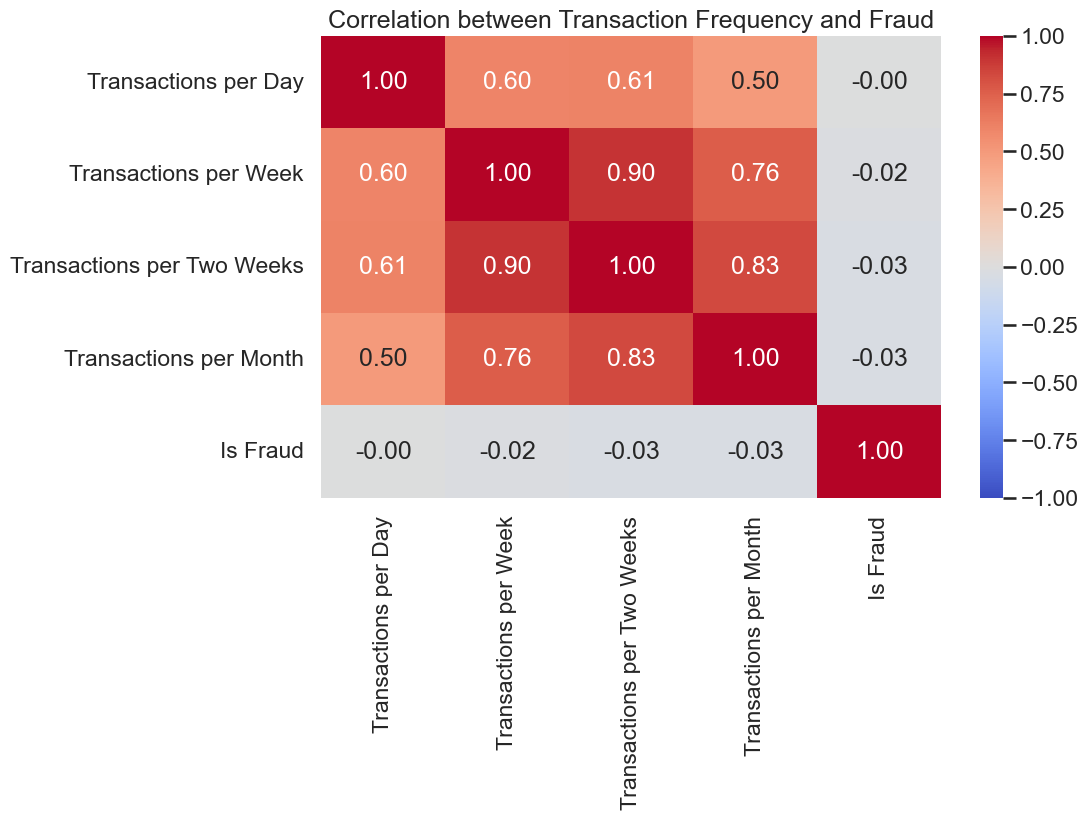 Correlation between Transaction Frequency and Fraud
Transactions per Day 1.00 0.60 0.61 0.50 -0.00
Transactions per Week 0.60 1.00 0.90 0.76 -0.02
Transactions per Two Weeks 0.61 0.90 1.00 0.83 -0.03
Transactions per Month 0.50 0.76 0.83 1.00 -0.03
Is Fraud -0.00 -0.02 -0.03 -0.03 1.00
Transactions per Day
Transactions per Week
Transactions per Two Weeks
Transactions per Month
Is Fraud
1.00
0.75
0.50
0.25
0.00
−0.25
−0.50
−0.75
−1.00